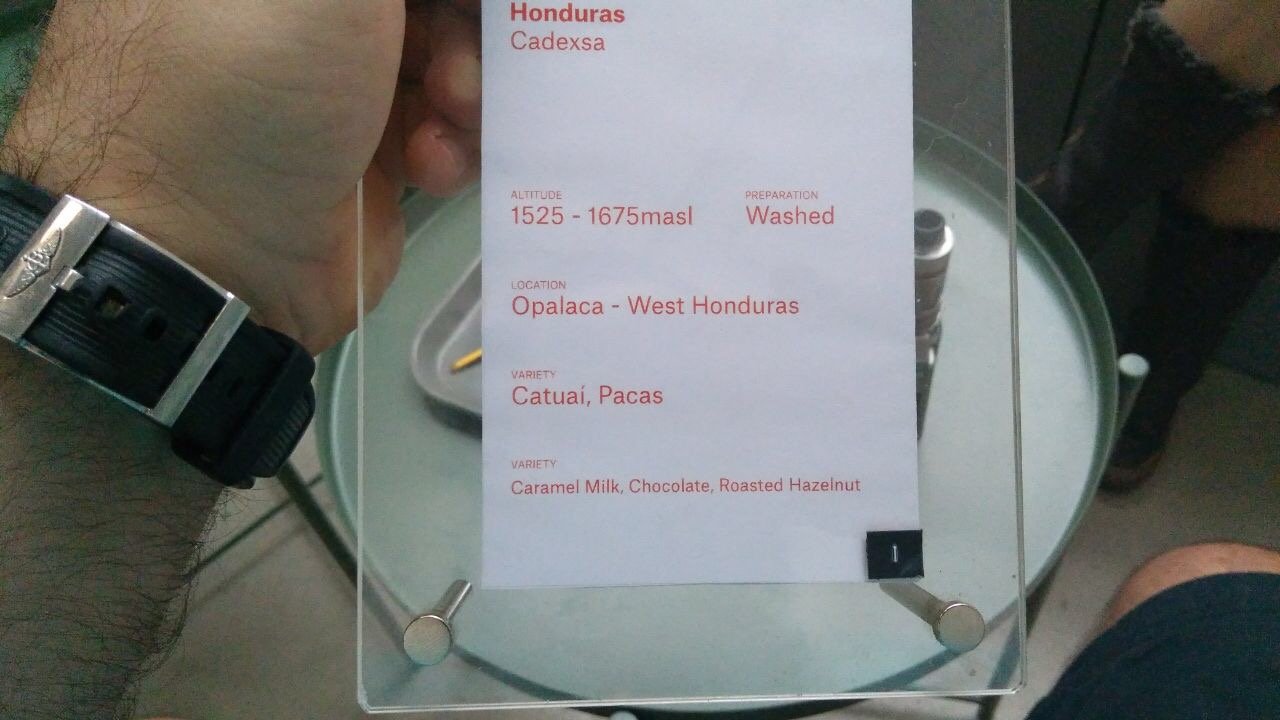 Honduras
Cadexsa
ALTITUDE
1525 - 1675masl
PREPARATION
Washed
LOCATION
Opalaca - West Honduras
VARIETY
Catuaí, Pacas
VARIETY
Caramel Milk, Chocolate, Roasted Hazelnut